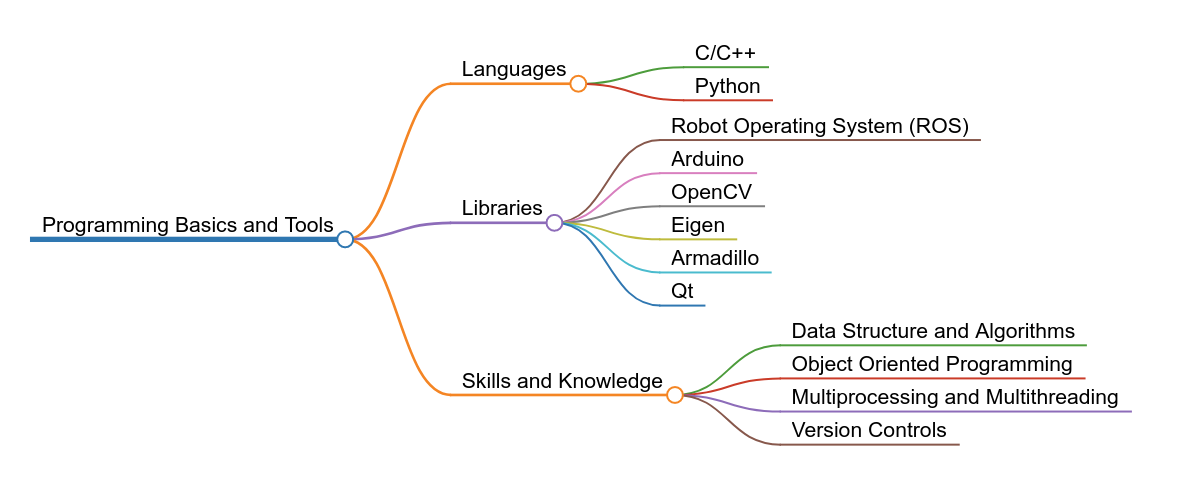 Programming Basics and Tools
Languages
C/C++
Python
Libraries
Robot Operating System (ROS)
Arduino
OpenCV
Eigen
Armadillo
Qt
Skills and Knowledge
Data Structure and Algorithms
Object Oriented Programming
Multiprocessing and Multithreading
Version Controls